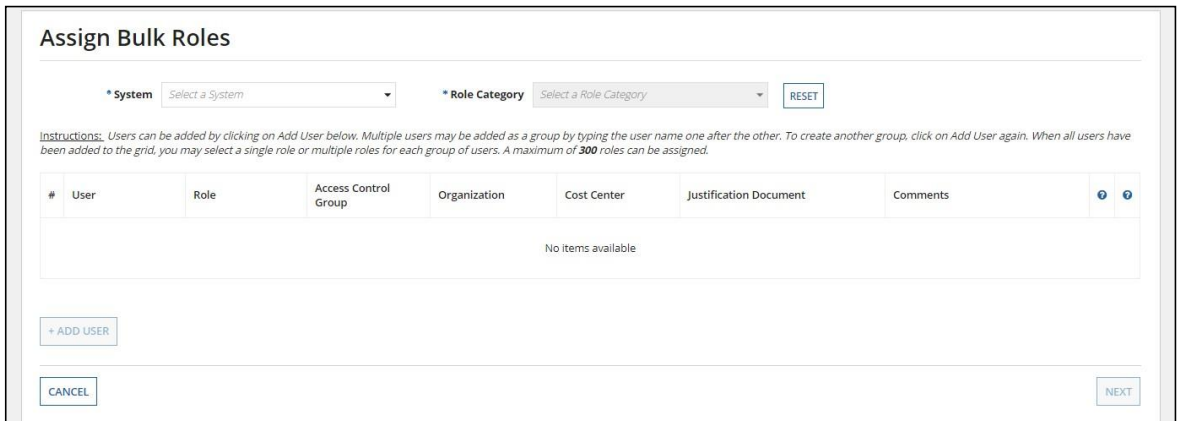 Assign Bulk Roles
* System Select a System * Role Category Select a Role Category RESET
Instructions: Users can be added by clicking on Add User below. Multiple users may be added as a group by typing the user name one after the other. To create another group, click on Add User again. When all users have
been added to the grid, you may select a single role or multiple roles for each group of users. A maximum of 300 roles can be assigned.
# User Role Access Control Group Organization Cost Center Justification Document Comments ? ?
No items available
+ ADD USER
CANCEL NEXT